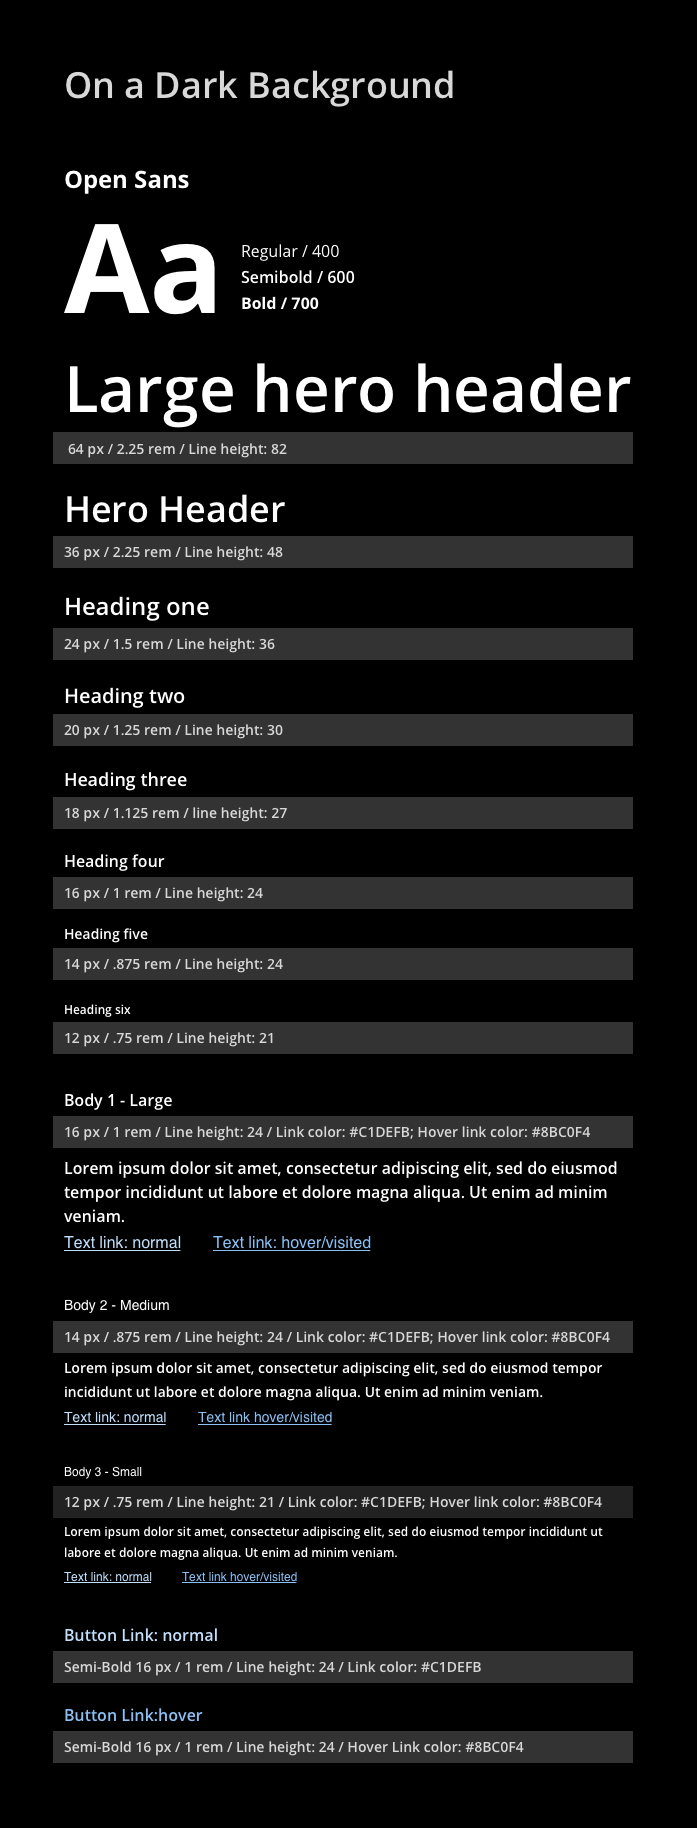 On a Dark Background
Open Sans
Aa
Regular / 400
Semibold / 600
Bold / 700
Large hero header
64 px / 2.25 rem / Line height: 82
Hero Header
36 px / 2.25 rem / Line height: 48
Heading one
24 px / 1.5 rem / Line height: 36
Heading two
20 px / 1.25 rem / Line height: 30
Heading three
18 px / 1.125 rem / line height: 27
Heading four
16 px / 1 rem / Line height: 24
Heading five
14 px / .875 rem / Line height: 24
Heading six
12 px / .75 rem / Line height: 21
Body 1 - Large
16 px / 1 rem / Line height: 24 / Link color: #C1DEFB; Hover link color: #8BC0F4
Lorem ipsum dolor sit amet, consectetur adipiscing elit, sed do eiusmod
tempor incididunt ut labore et dolore magna aliqua. Ut enim ad minim
veniam.
Text link: normal Text link: hover/visited
Body 2 - Medium
14 px / .875 rem / Line height: 24 / Link color: #C1DEFB; Hover link color: #8BC0F4
Lorem ipsum dolor sit amet, consectetur adipiscing elit, sed do eiusmod tempor
incididunt ut labore et dolore magna aliqua. Ut enim ad minim veniam.
Text link: normal Text link hover/visited
Body 3 - Small
12 px / .75 rem / Line height: 21 / Link color: #C1DEFB; Hover link color: #8BC0F4
Lorem ipsum dolor sit amet, consectetur adipiscing elit, sed do eiusmod tempor incididunt ut
labore et dolore magna aliqua. Ut enim ad minim veniam.
Text link: normal Text link hover/visited
Button Link: normal
Semi-Bold 16 px / 1 rem / Line height: 24 / Link color: #C1DEFB
Button Link:hover
Semi-Bold 16 px / 1 rem / Line height: 24 / Hover Link color: #8BC0F4